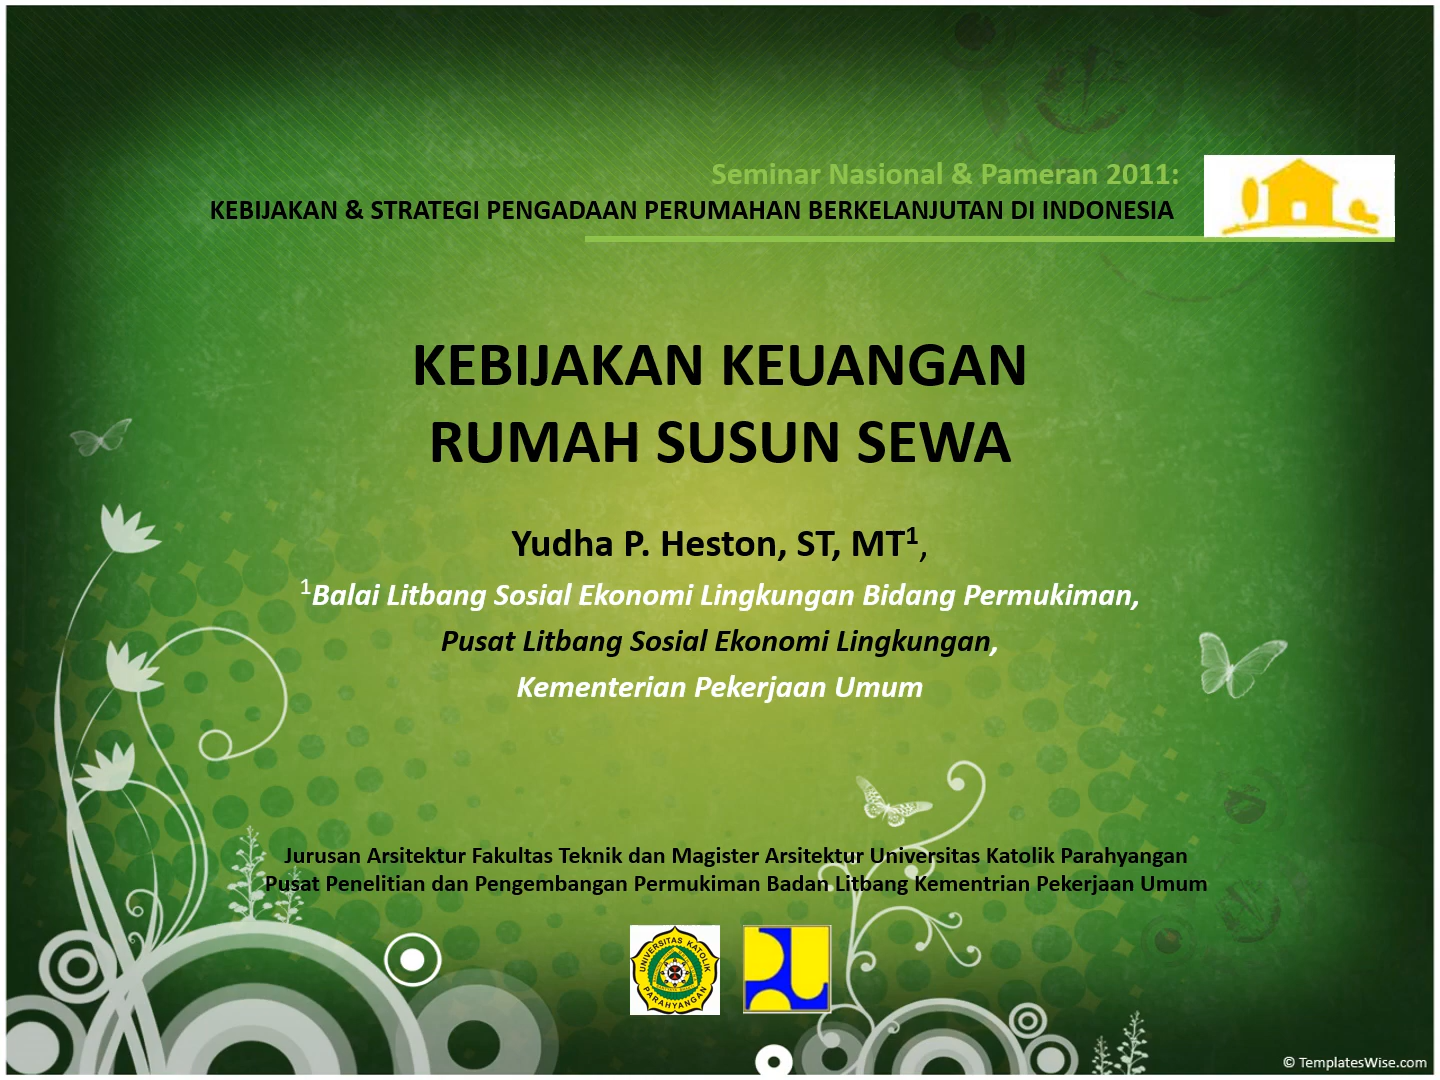 Seminar Nasional & Pameran 2011:
KEBIJAKAN & STRATEGI PENGADAAN PERUMAHAN BERKELANJUTAN DI INDONESIA
KEBIJAKAN KEUANGAN
RUMAH SUSUN SEWA
Yudha P. Heston, ST, MT¹,
¹Balai Litbang Sosial Ekonomi Lingkungan Bidang Permukiman,
Pusat Litbang Sosial Ekonomi Lingkungan,
Kementerian Pekerjaan Umum
Jurusan Arsitektur Fakultas Teknik dan Magister Arsitektur Universitas Katolik Parahyangan
Pusat Penelitian dan Pengembangan Permukiman Badan Litbang Kementrian Pekerjaan Umum
UNIVERSITAS KATOLIK
PARAHYANGAN
© TemplatesWise.com